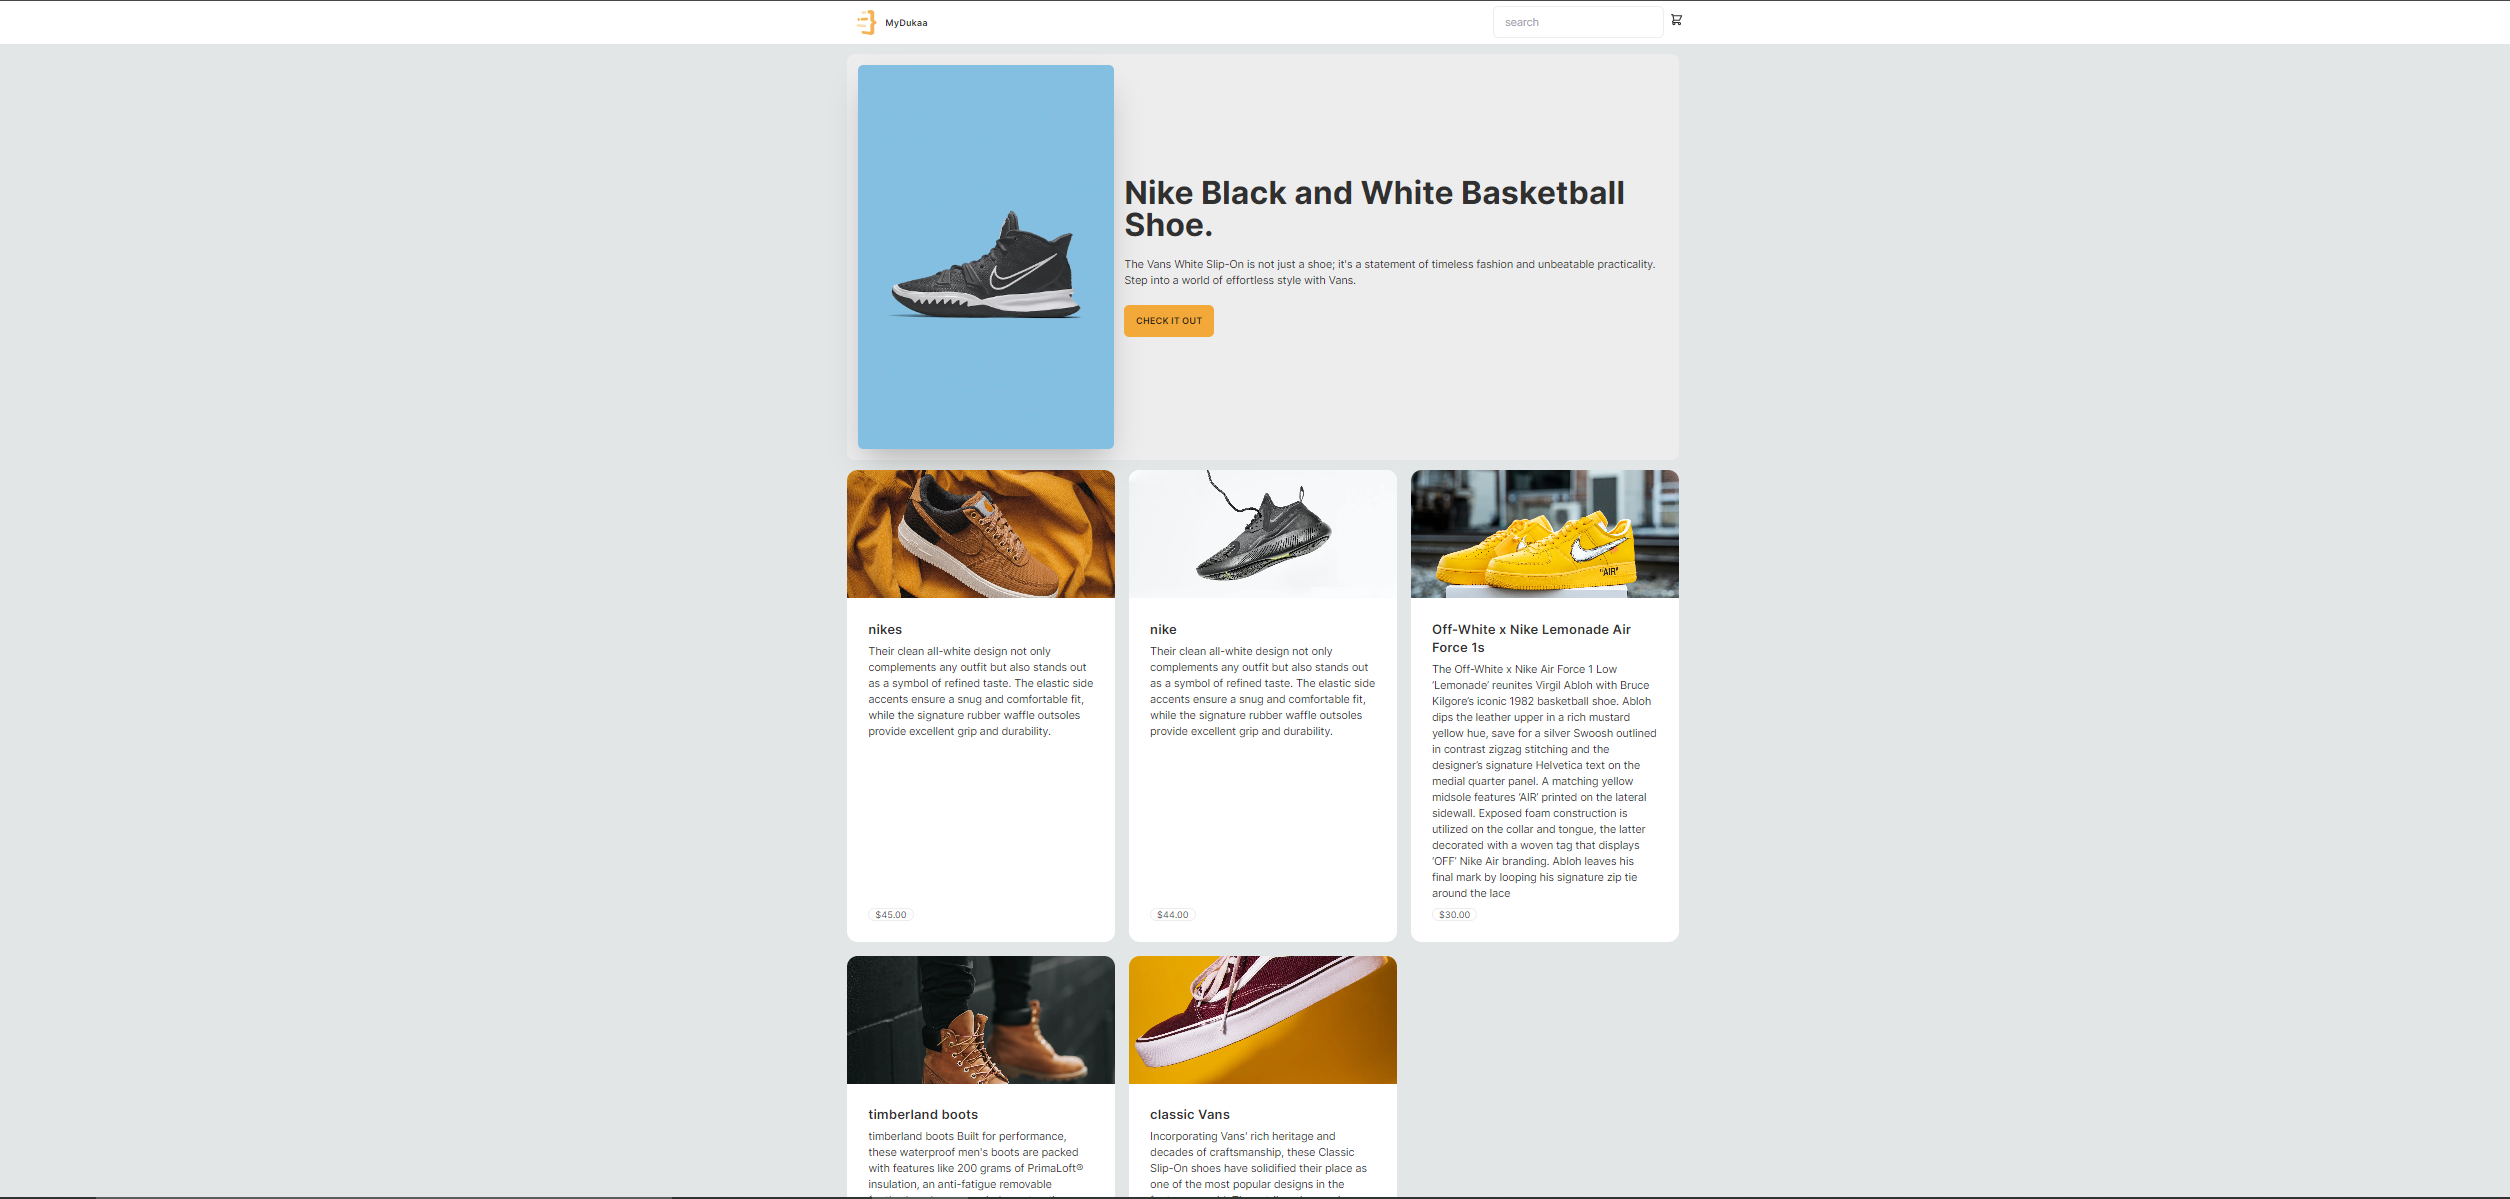 MyDukaa
search
Nike Black and White Basketball
Shoe.
The Vans White Slip-On is not just a shoe; it's a statement of timeless fashion and unbeatable practicality.
Step into a world of effortless style with Vans.
CHECK IT OUT
"AIR"
nikes
Their clean all-white design not only
complements any outfit but also stands out
as a symbol of refined taste. The elastic side
accents ensure a snug and comfortable fit,
while the signature rubber waffle outsoles
provide excellent grip and durability.
$45.00
nike
Their clean all-white design not only
complements any outfit but also stands out
as a symbol of refined taste. The elastic side
accents ensure a snug and comfortable fit,
while the signature rubber waffle outsoles
provide excellent grip and durability.
$44.00
Off-White x Nike Lemonade Air
Force 1s
The Off-White x Nike Air Force 1 Low
‘Lemonade’ reunites Virgil Abloh with Bruce
Kilgore’s iconic 1982 basketball shoe. Abloh
dips the leather upper in a rich mustard
yellow hue, save for a silver Swoosh outlined
in contrast zigzag stitching and the
designer’s signature Helvetica text on the
medial quarter panel. A matching yellow
midsole features ‘AIR’ printed on the lateral
sidewall. Exposed foam construction is
utilized on the collar and tongue, the latter
decorated with a woven tag that displays
‘OFF’ Nike Air branding. Abloh leaves his
final mark by looping his signature zip tie
around the lace
$30.00
timberland boots
timberland boots Built for performance,
these waterproof men's boots are packed
with features like 200 grams of PrimaLoft®
insulation, an anti-fatigue removable
classic Vans
Incorporating Vans' rich heritage and
decades of craftsmanship, these Classic
Slip-On shoes have solidified their place as
one of the most popular designs in the